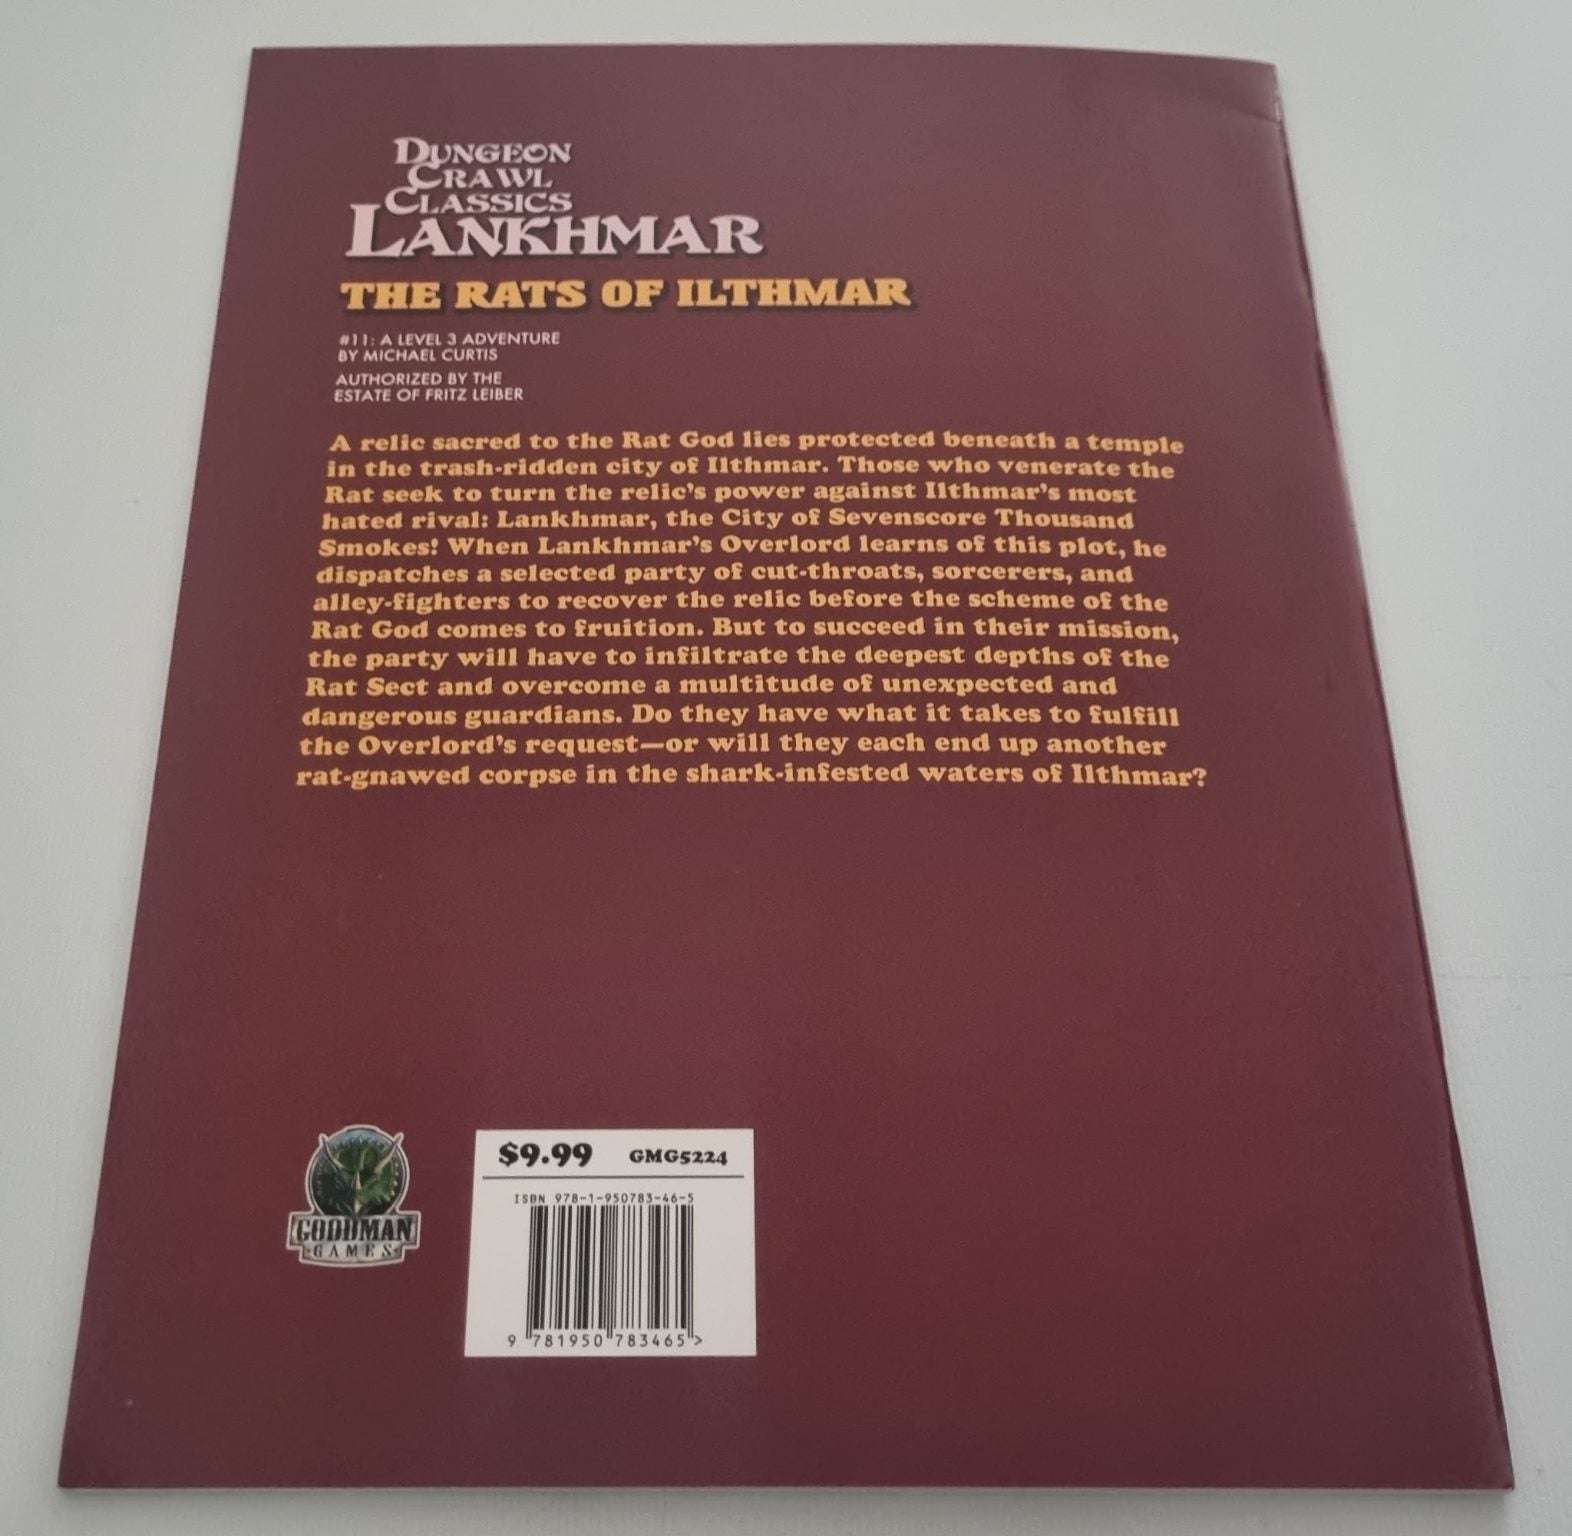 DUNGEON
CRAWL
CLASSICS
LANKHMAR
THE RATS OF ILTHMAR
#11: A LEVEL 3 ADVENTURE
BY MICHAEL CURTIS
AUTHORIZED BY THE
ESTATE OF FRITZ LEIBER
A relic sacred to the Rat God lies protected beneath a temple
in the trash-ridden city of Ilthmar. Those who venerate the
Rat seek to turn the relic's power against Ilthmar's most
hated rival: Lankhmar, the City of Sevenscore Thousand
Smokes! When Lankhmar's Overlord learns of this plot, he
dispatches a selected party of cut-throats, sorcerers, and
alley-fighters to recover the relic before the scheme of the
Rat God comes to fruition. But to succeed in their mission,
the party will have to infiltrate the deepest depths of the
Rat Sect and overcome a multitude of unexpected and
dangerous guardians. Do they have what it takes to fulfill
the Overlord's request—or will they each end up another
rat-gnawed corpse in the shark-infested waters of Ilthmar?
GOODMAN
GAMES
$9.99 GMG5224
ISBN 978-1-950783-46-5
9 781950 783465 >